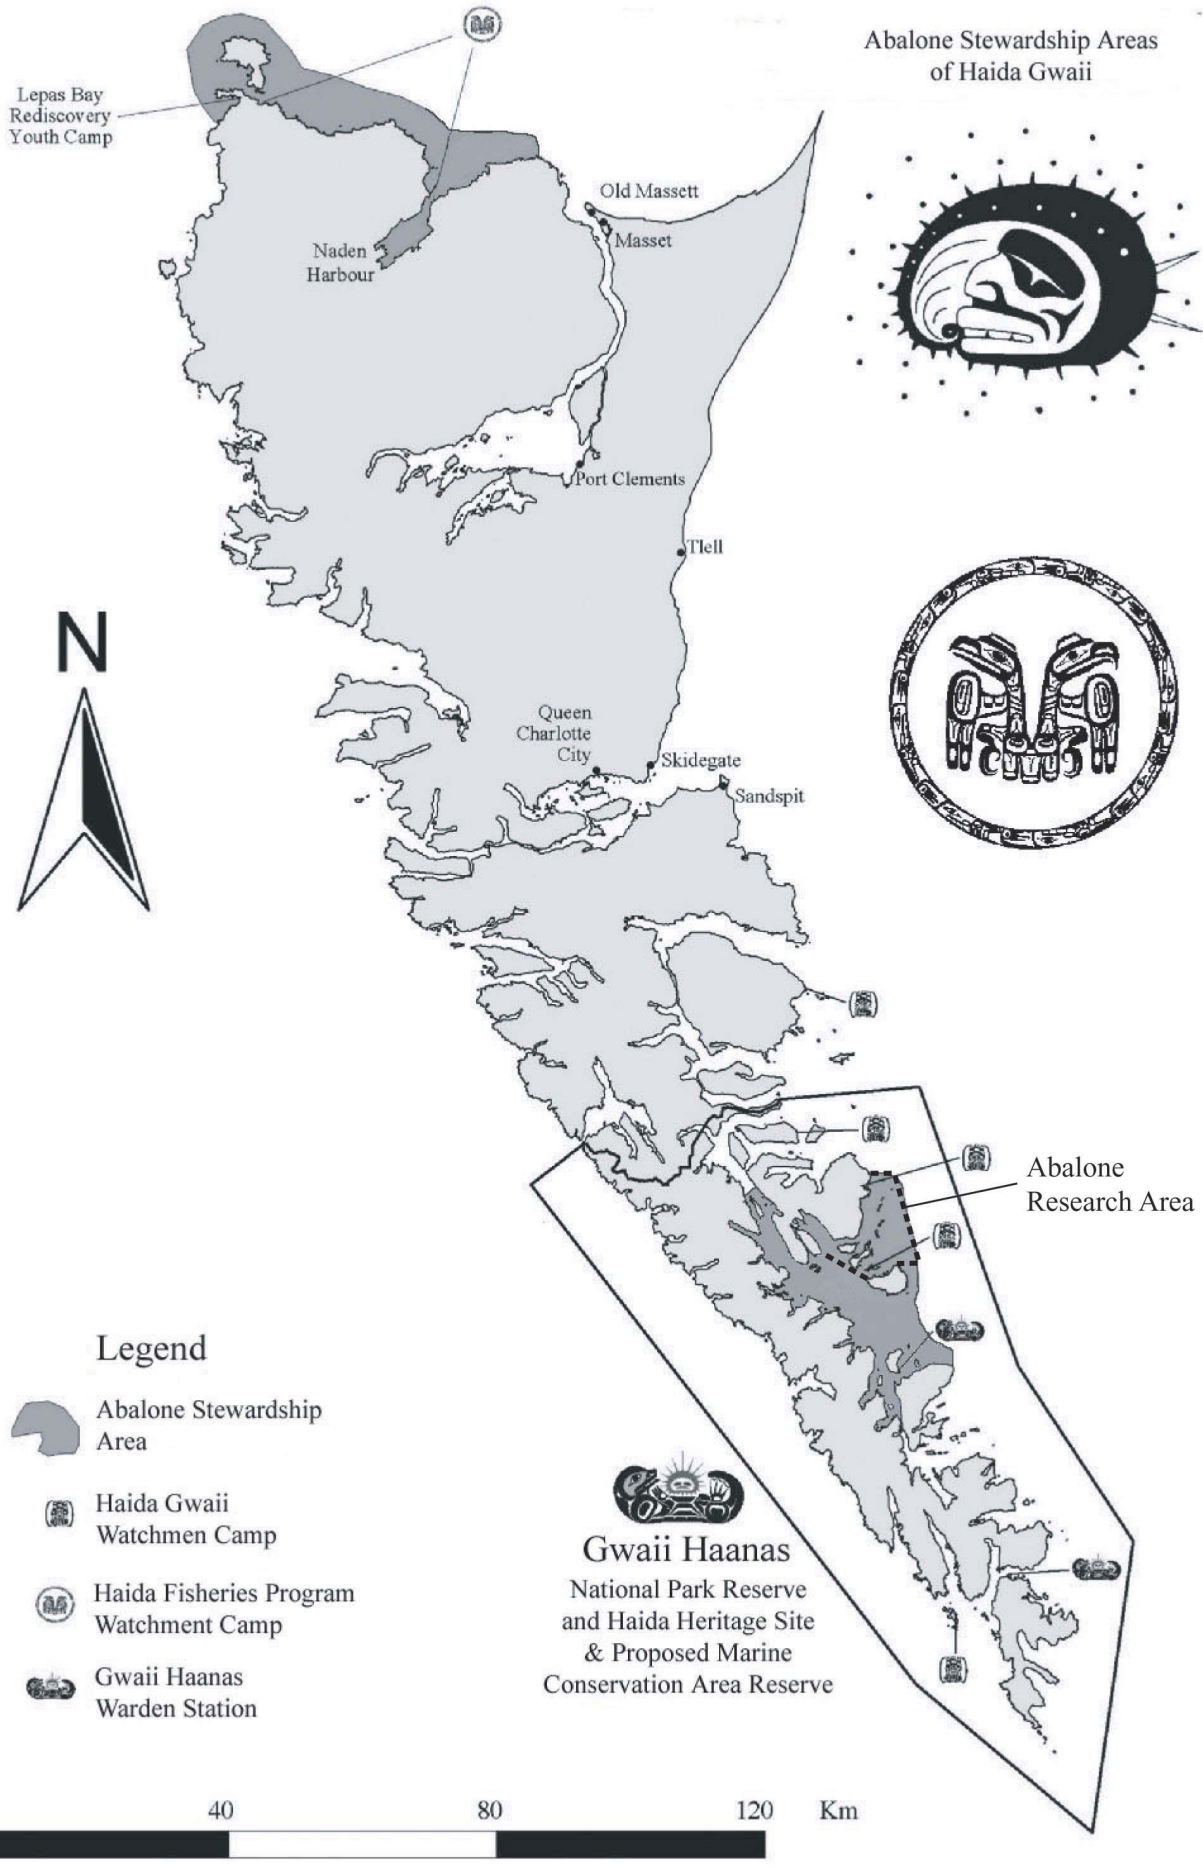 Abalone Stewardship Areas
of Haida Gwaii
Lepas Bay
Rediscovery
Youth Camp
Old Massett
Masset
Naden
Harbour
Port Clements
Tlell
N
Queen
Charlotte
City
Skidegate
Sandspit
Abalone
Research Area
Legend
Abalone Stewardship
Area
Haida Gwaii
Watchmen Camp
Haida Fisheries Program
Watchment Camp
Gwaii Haanas
Warden Station
Gwaii Haanas
National Park Reserve
and Haida Heritage Site
& Proposed Marine
Conservation Area Reserve
40 80 120 Km